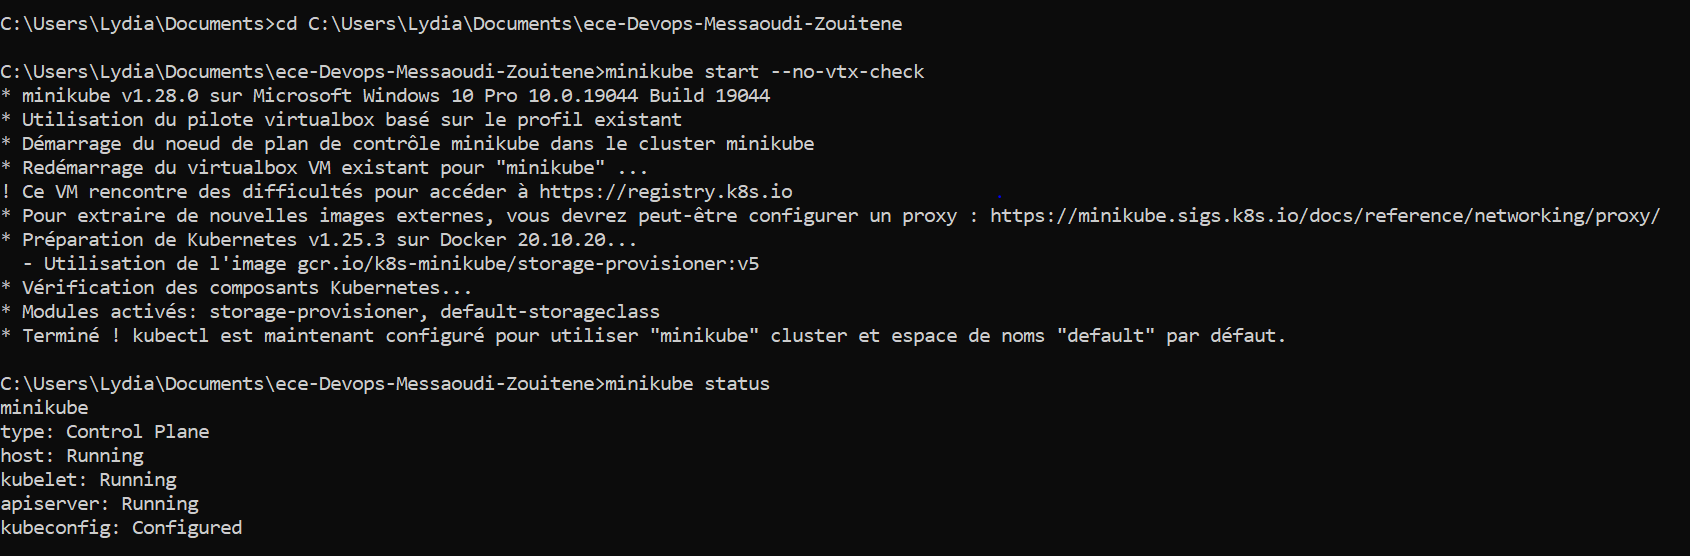 C:\Users\Lydia\Documents>cd C:\Users\Lydia\Documents\ece-Devops-Messaoudi-Zouitene
C:\Users\Lydia\Documents\ece-Devops-Messaoudi-Zouitene>minikube start --no-vtx-check
* minikube v1.28.0 sur Microsoft Windows 10 Pro 10.0.19044 Build 19044
* Utilisation du pilote virtualbox basé sur le profil existant
* Démarrage du noeud de plan de contrôle minikube dans le cluster minikube
* Redémarrage du virtualbox VM existant pour "minikube" ...
! Ce VM rencontre des difficultés pour accéder à https://registry.k8s.io
* Pour extraire de nouvelles images externes, vous devrez peut-être configurer un proxy : https://minikube.sigs.k8s.io/docs/reference/networking/proxy/
* Préparation de Kubernetes v1.25.3 sur Docker 20.10.20...
  - Utilisation de l'image gcr.io/k8s-minikube/storage-provisioner:v5
* Vérification des composants Kubernetes...
* Modules activés: storage-provisioner, default-storageclass
* Terminé ! kubectl est maintenant configuré pour utiliser "minikube" cluster et espace de noms "default" par défaut.
C:\Users\Lydia\Documents\ece-Devops-Messaoudi-Zouitene>minikube status
minikube
type: Control Plane
host: Running
kubelet: Running
apiserver: Running
kubeconfig: Configured